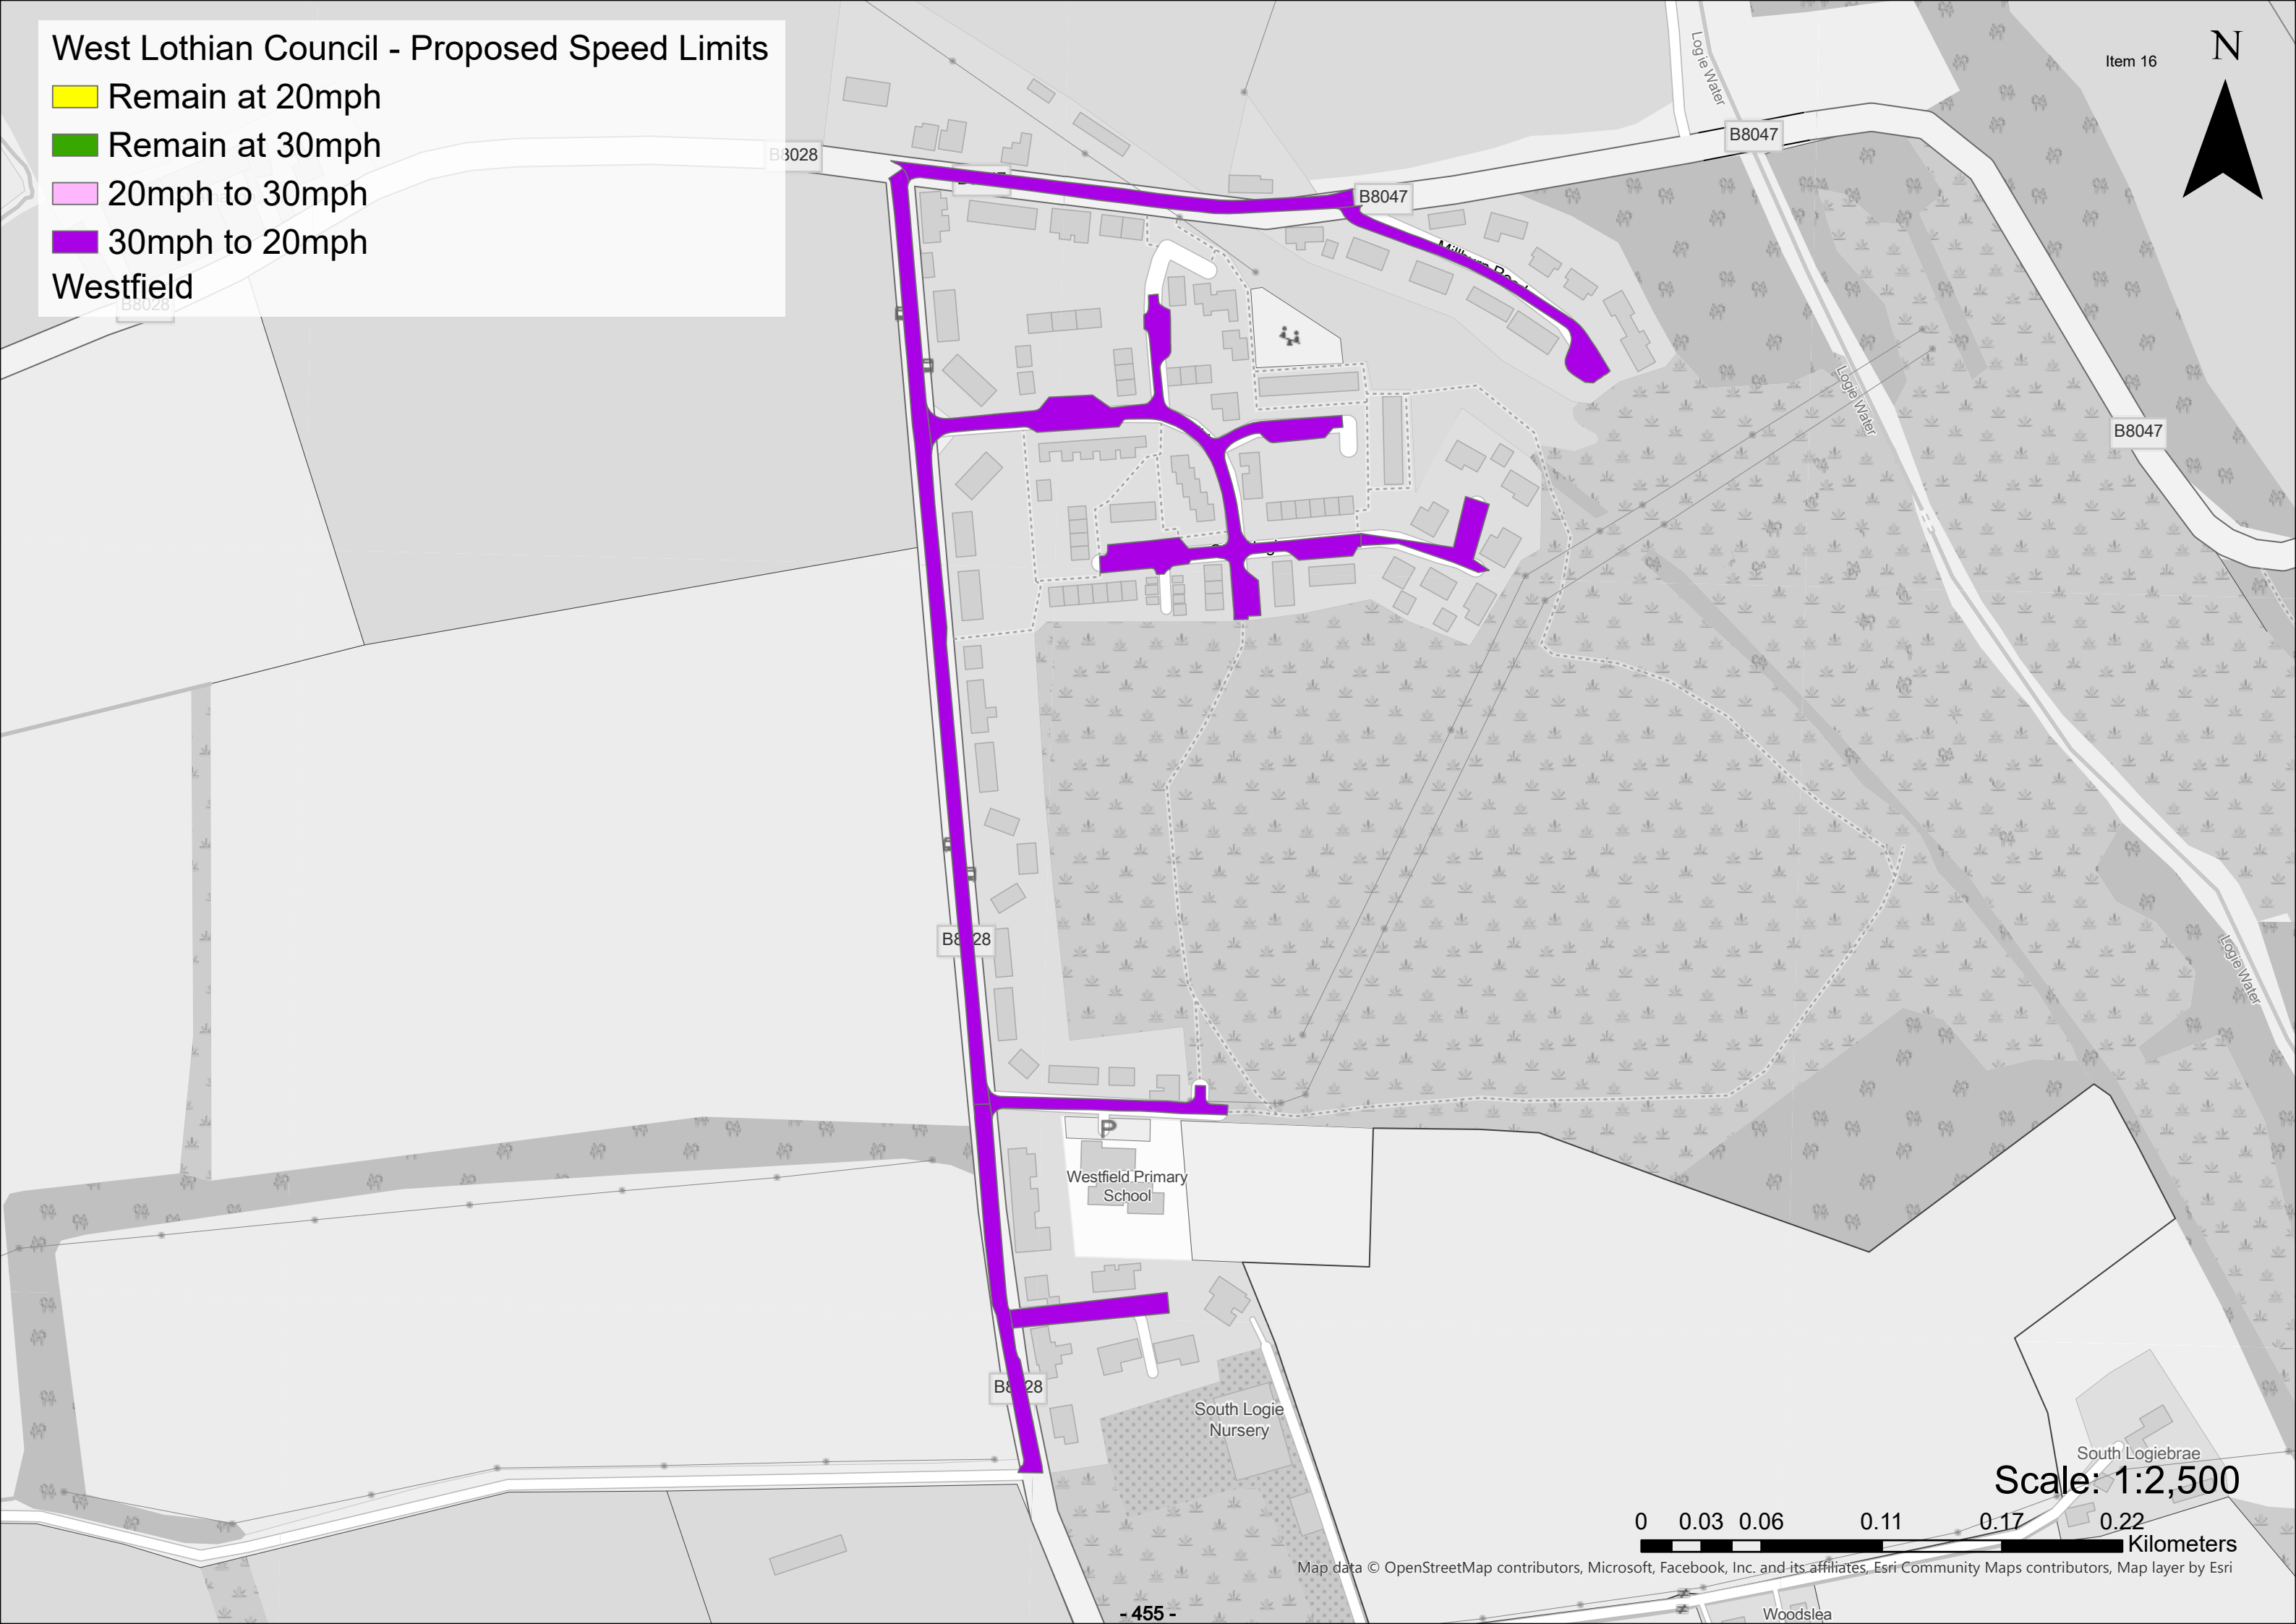 West Lothian Council - Proposed Speed Limits
Remain at 20mph
Remain at 30mph
20mph to 30mph
30mph to 20mph
Westfield
Item 16
N
Logie Water
B8047
B8028
B8047
B8028
Logie Water
B8047
Logie Water
P
Westfield Primary
School
South Logie
Nursery
South Logiebrae
Scale: 1:2,500
0 0.03 0.06 0.11 0.17 0.22
Kilometers
Map data © OpenStreetMap contributors, Microsoft, Facebook, Inc. and its affiliates, Esri Community Maps contributors, Map layer by Esri
- 455 -
Woodslea